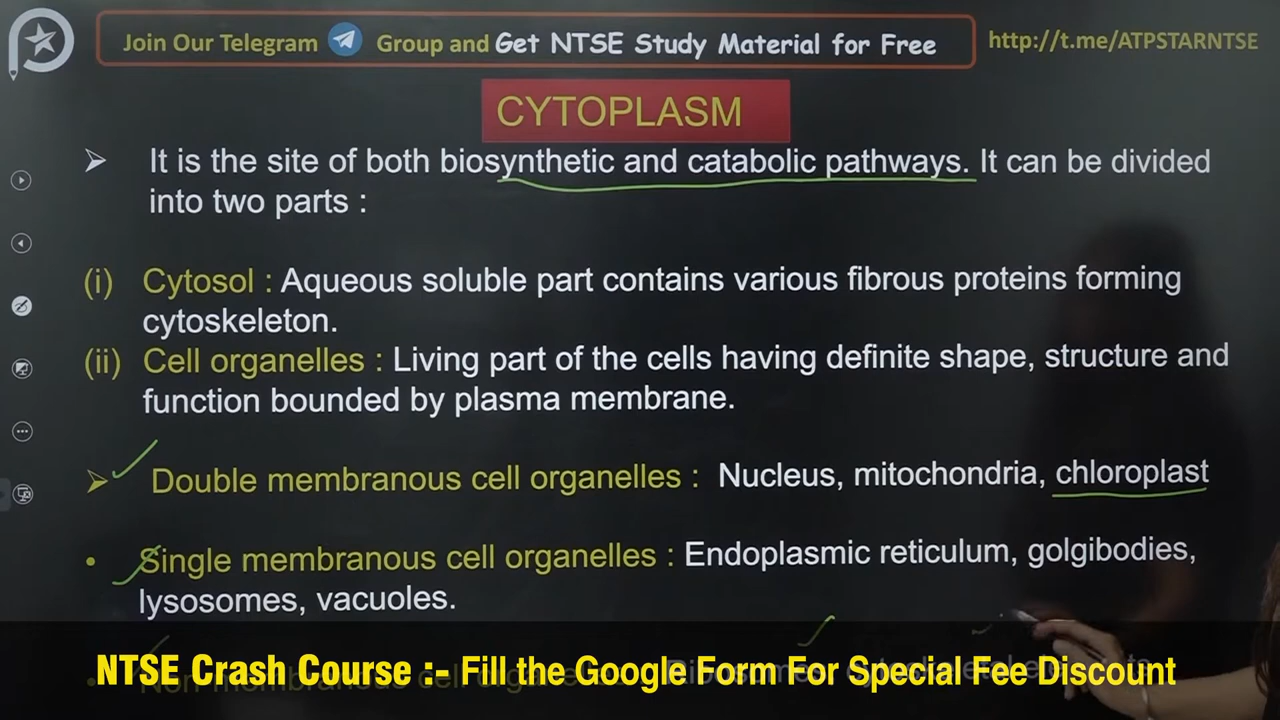 Join Our Telegram Group and Get NTSE Study Material for Free http://t.me/ATPSTARNTSE
CYTOPLASM
➤ It is the site of both biosynthetic and catabolic pathways. It can be divided
into two parts :
(i) Cytosol : Aqueous soluble part contains various fibrous proteins forming
cytoskeleton.
(ii) Cell organelles : Living part of the cells having definite shape, structure and
function bounded by plasma membrane.
➤ Double membranous cell organelles : Nucleus, mitochondria, chloroplast
• Single membranous cell organelles : Endoplasmic reticulum, golgibodies,
lysosomes, vacuoles.
NTSE Crash Course :- Fill the Google Form For Special Fee Discount